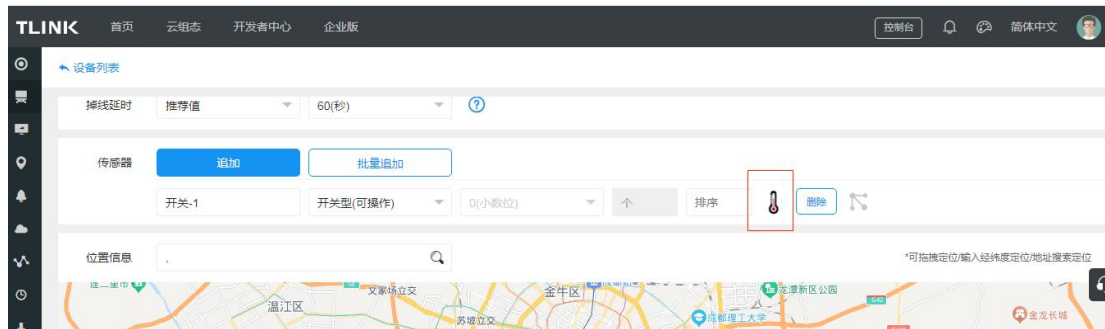 TLINK 首页 云组态 开发者中心 企业版 控制台 简体中文
设备列表
掉线延时 推荐值 60(秒) ?
传感器 追加 批量追加
开关-1 开关型(可操作) 0(小数位) 个 排序 删除
位置信息 , *可拖拽定位/输入经纬度定位/地址搜索定位
文家场立交 金牛区 龙潭新区公园
温江区 G42
苏坡立交 成都理工大学 金龙长城